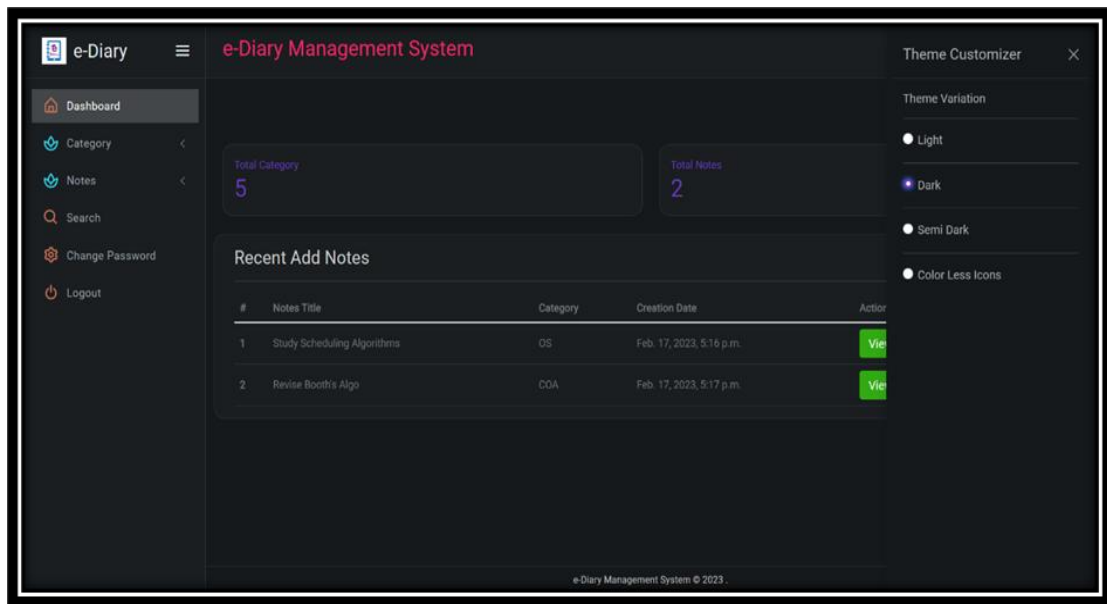 e-Diary
Dashboard
Category
Notes
Search
Change Password
Logout
e-Diary Management System
Total Category
5
Total Notes
2
Recent Add Notes
# Notes Title Category Creation Date Action
1 Study Scheduling Algorithms OS Feb. 17, 2023, 5:16 p.m. View
2 Revise Booth's Algo COA Feb. 17, 2023, 5:17 p.m. View
e-Diary Management System © 2023 .
Theme Customizer
Theme Variation
Light
Dark
Semi Dark
Color Less Icons